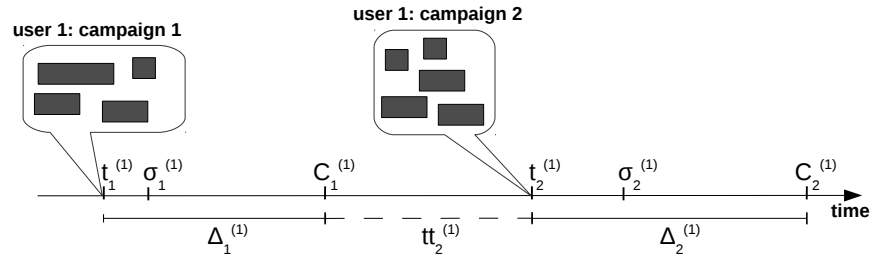 user 1: campaign 1
user 1: campaign 2
t₁⁽¹⁾ σ₁⁽¹⁾ C₁⁽¹⁾ t₂⁽¹⁾ σ₂⁽¹⁾ C₂⁽¹⁾
time
Δ₁⁽¹⁾ tt₂⁽¹⁾ Δ₂⁽¹⁾